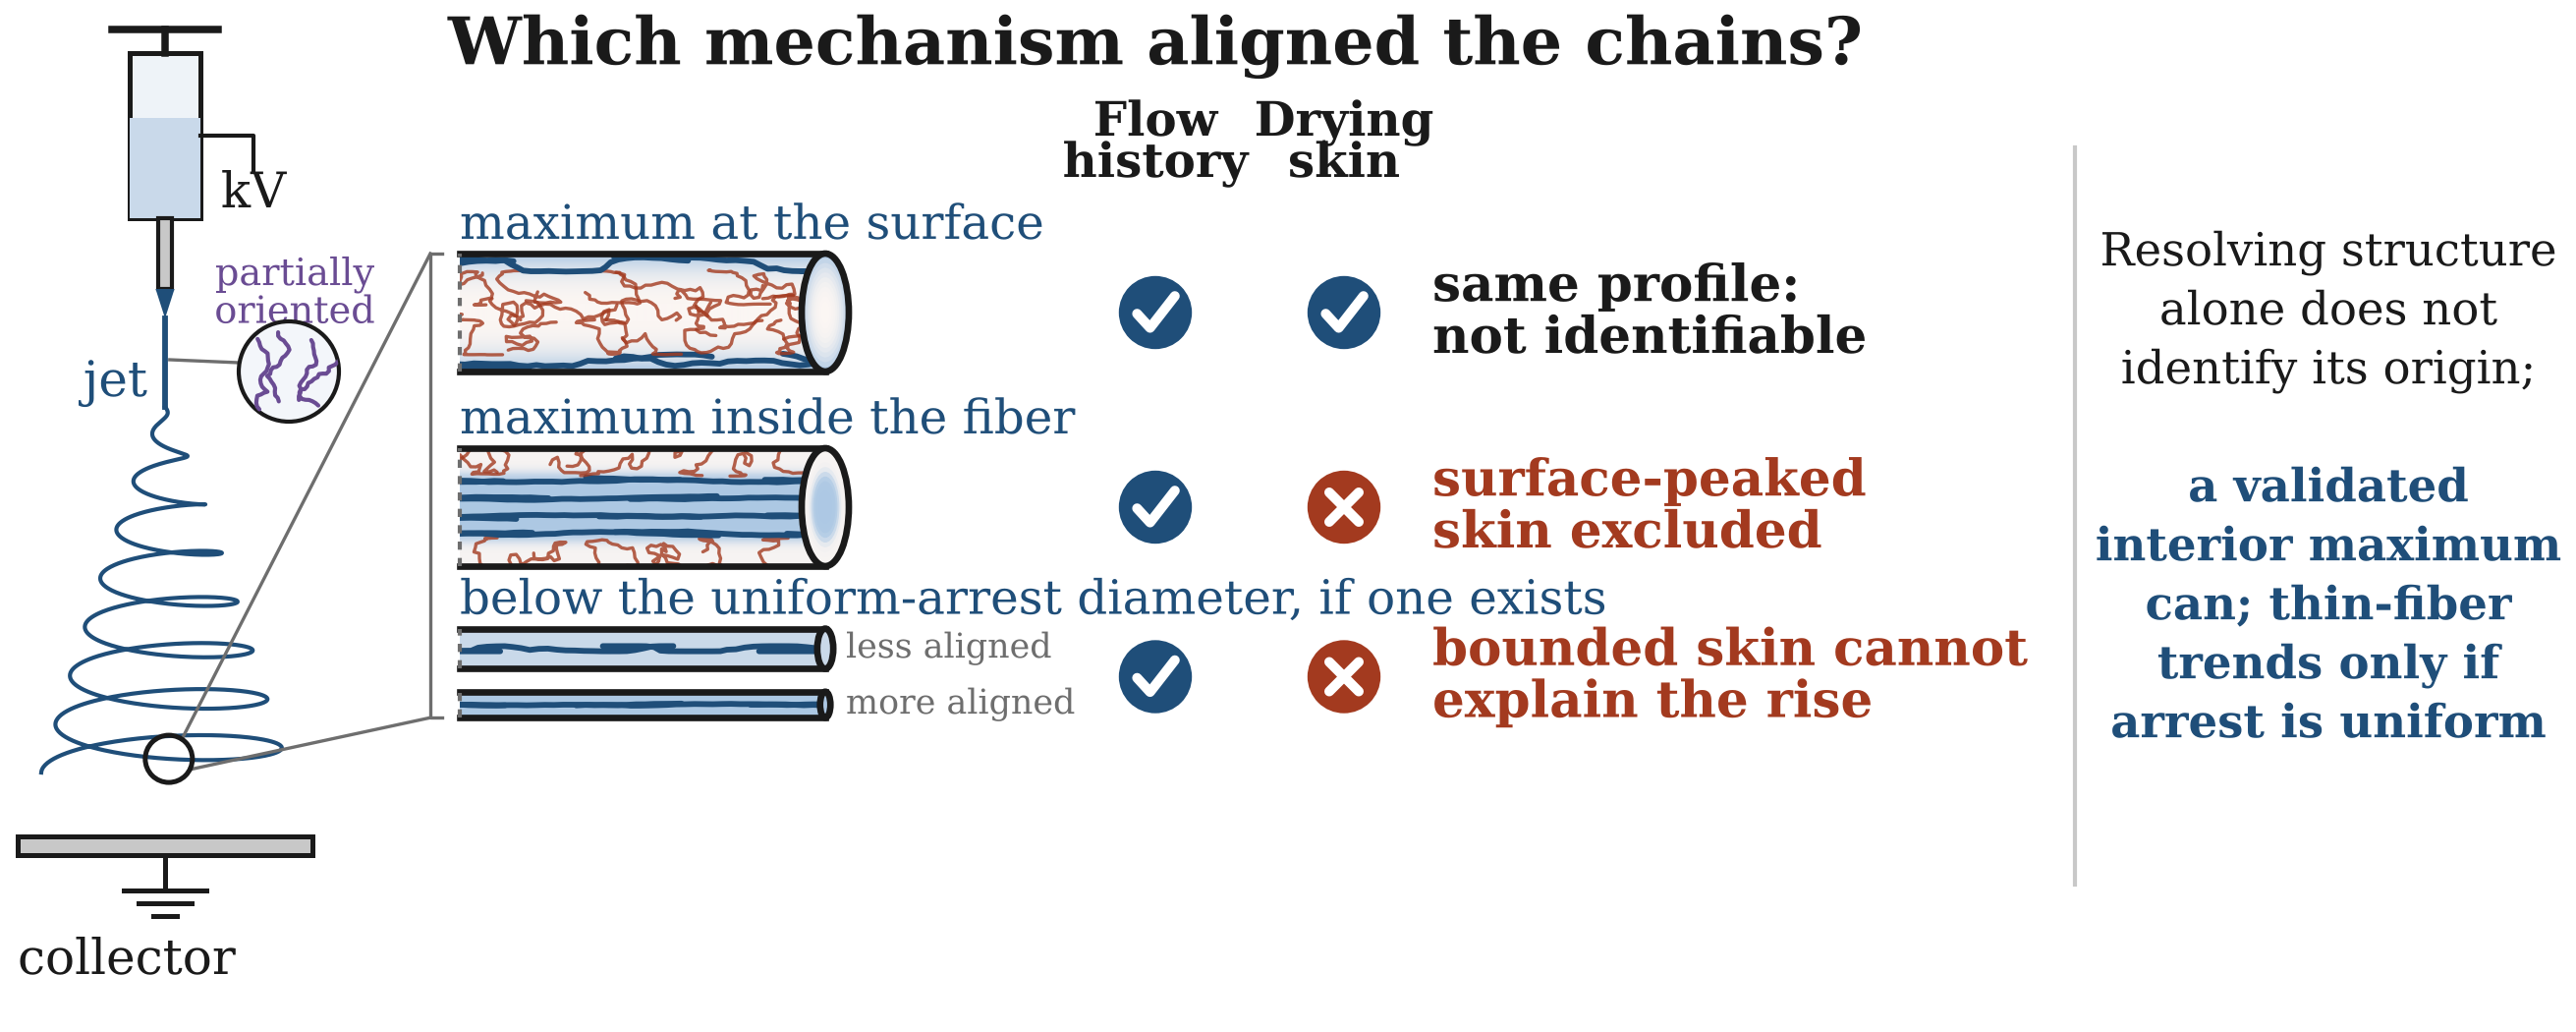 Which mechanism aligned the chains?
Flow
history
Drying
skin
kV
partially
oriented
jet
collector
maximum at the surface
same profile:
not identifiable
maximum inside the fiber
surface-peaked
skin excluded
below the uniform-arrest diameter, if one exists
less aligned
more aligned
bounded skin cannot
explain the rise
Resolving structure
alone does not
identify its origin;
a validated
interior maximum
can; thin-fiber
trends only if
arrest is uniform